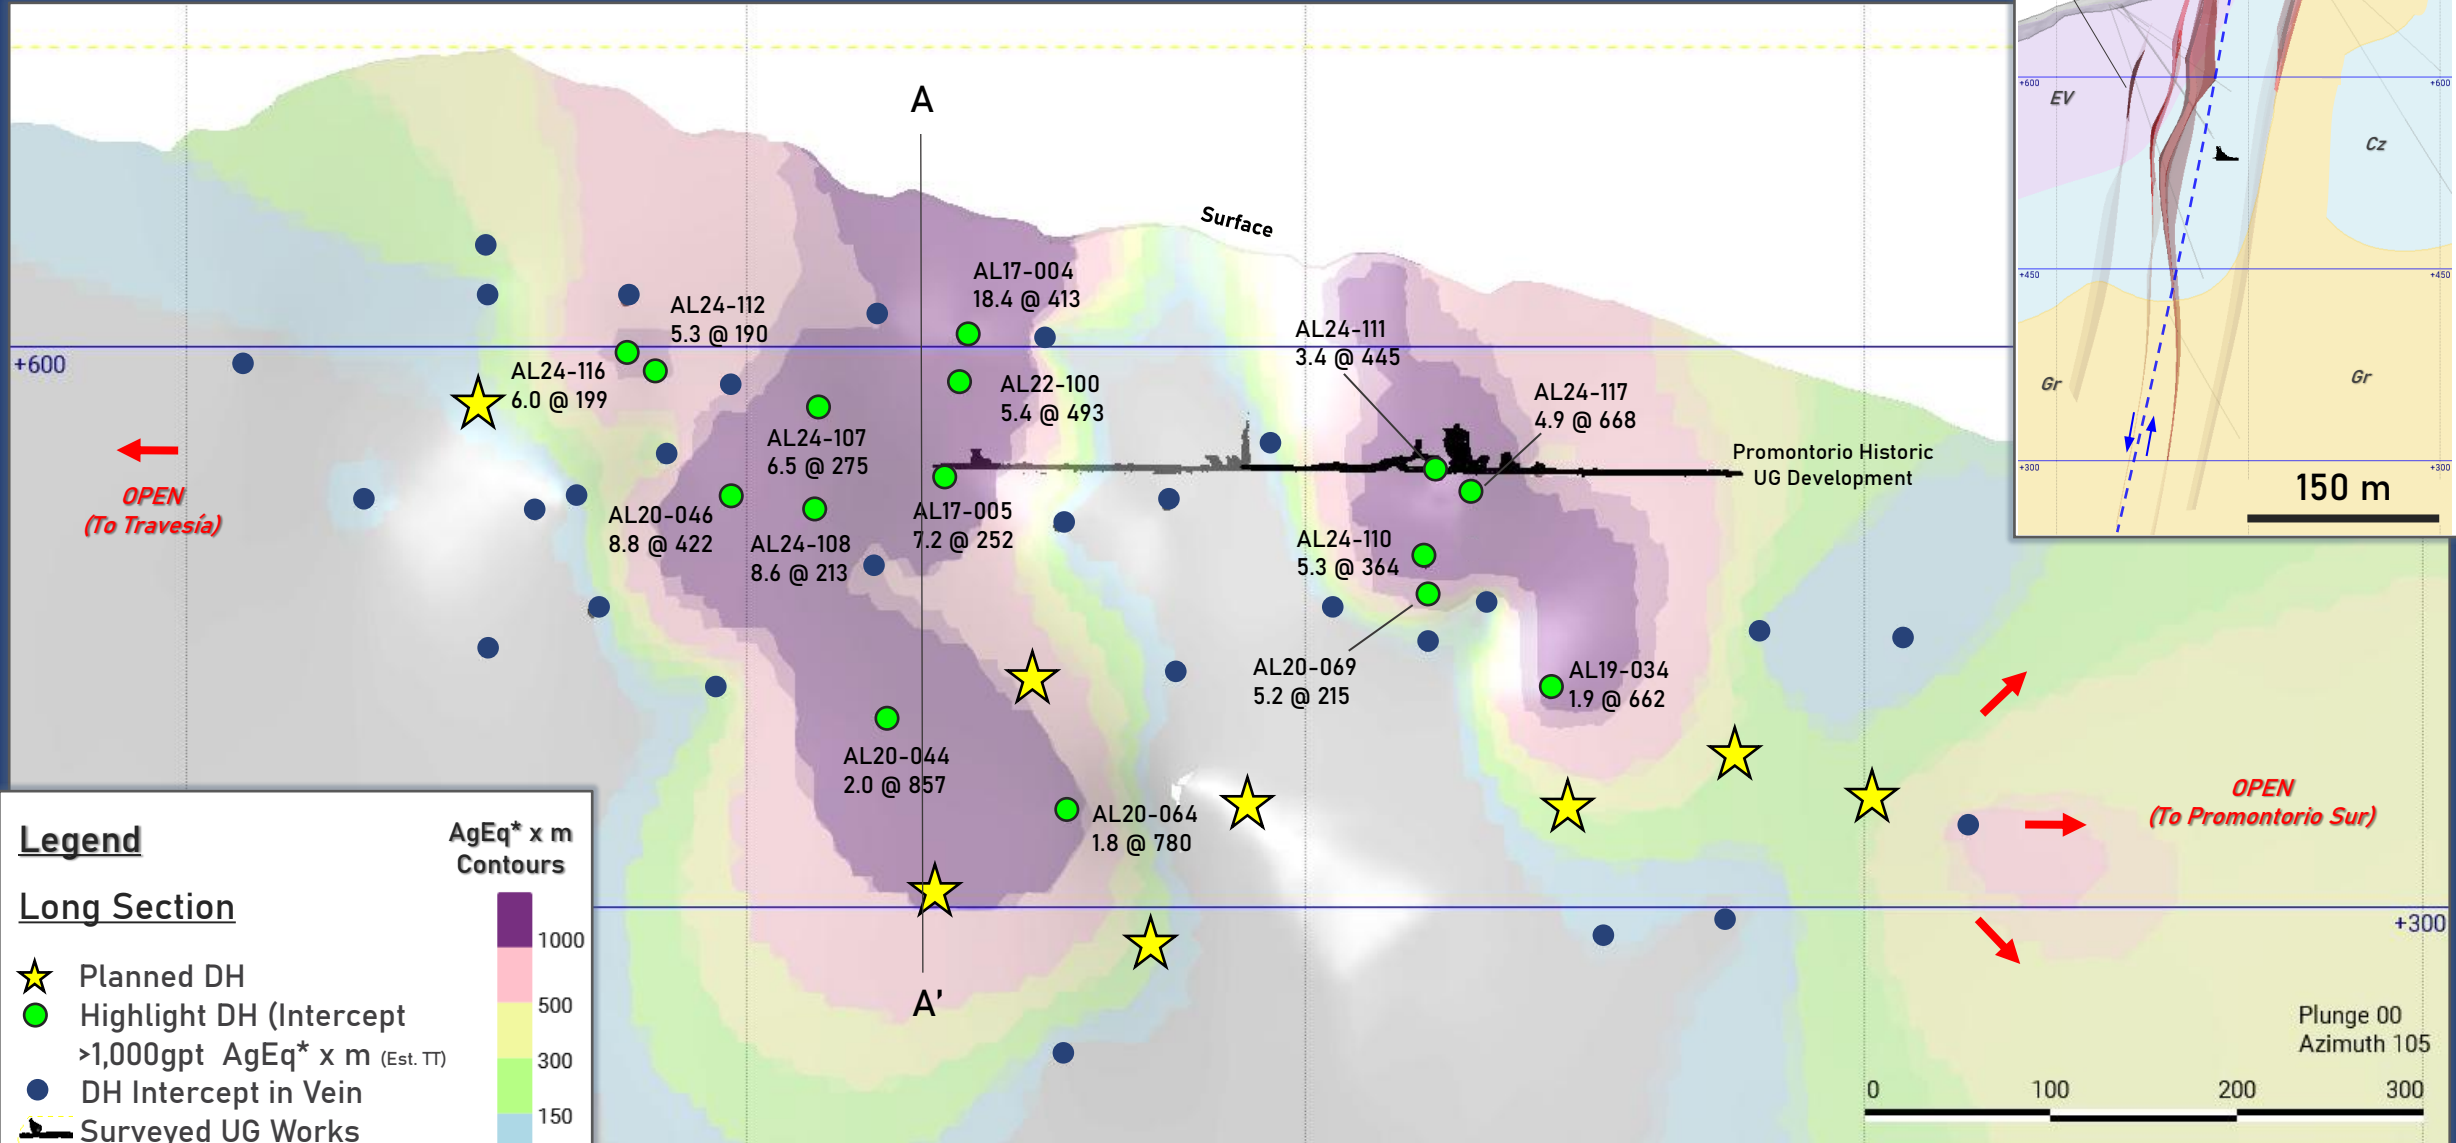 A
Surface
AL17-004
18.4 @ 413
AL24-112
5.3 @ 190
AL24-111
3.4 @ 445
+600
AL24-116
6.0 @ 199
AL22-100
5.4 @ 493
AL24-117
4.9 @ 668
AL24-107
6.5 @ 275
Promontorio Historic
UG Development
OPEN
(To Travesía)
AL20-046
8.8 @ 422
AL17-005
7.2 @ 252
AL24-108
8.6 @ 213
AL24-110
5.3 @ 364
AL20-069
5.2 @ 215
AL19-034
1.9 @ 662
AL20-044
2.0 @ 857
AL20-064
1.8 @ 780
OPEN
(To Promontorio Sur)
+300
A'
Plunge 00
Azimuth 105
0 100 200 300
+600
+600
EV
Cz
+450
+450
Gr
Gr
+300
+300
150 m
Legend
Long Section
Planned DH
Highlight DH (Intercept
>1,000gpt AgEq* x m (Est. TT)
DH Intercept in Vein
Surveyed UG Works
AgEq* x m
Contours
1000
500
300
150